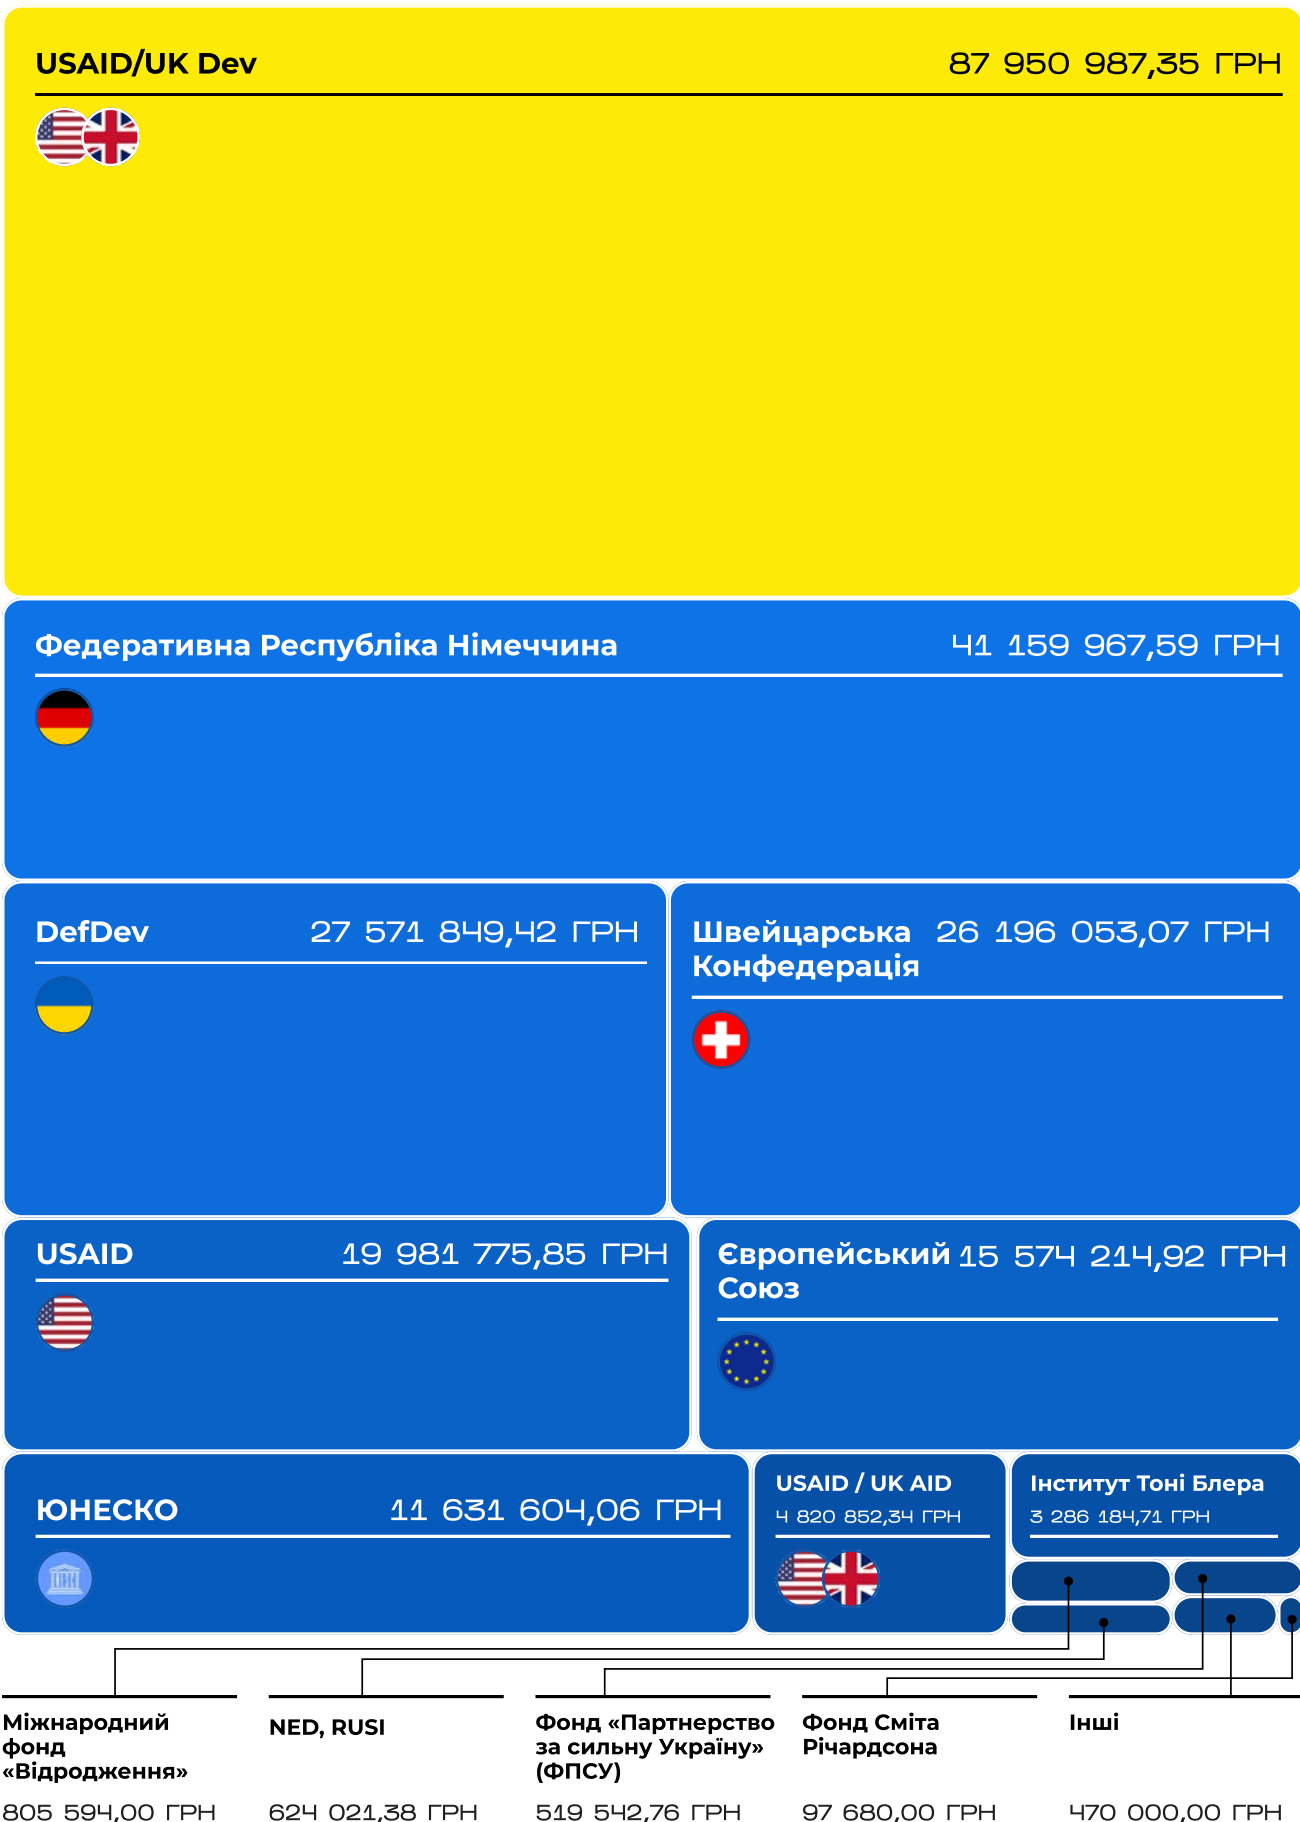 USAID/UK Dev 87 950 987,35 ГРН
Федеративна Республіка Німеччина 41 159 967,59 ГРН
DefDev 27 571 849,42 ГРН
Швейцарська 26 196 053,07 ГРН
Конфедерація
USAID 19 981 775,85 ГРН
Європейський 15 574 214,92 ГРН
Союз
ЮНЕСКО 11 631 604,06 ГРН
USAID / UK AID
4 820 852,34 ГРН
Інститут Тоні Блера
3 286 184,71 ГРН
Міжнародний
фонд
«Відродження»
805 594,00 ГРН
NED, RUSI
624 021,38 ГРН
Фонд «Партнерство
за сильну Україну»
(ФПСУ)
519 542,76 ГРН
Фонд Сміта
Річардсона
97 680,00 ГРН
Інші
470 000,00 ГРН